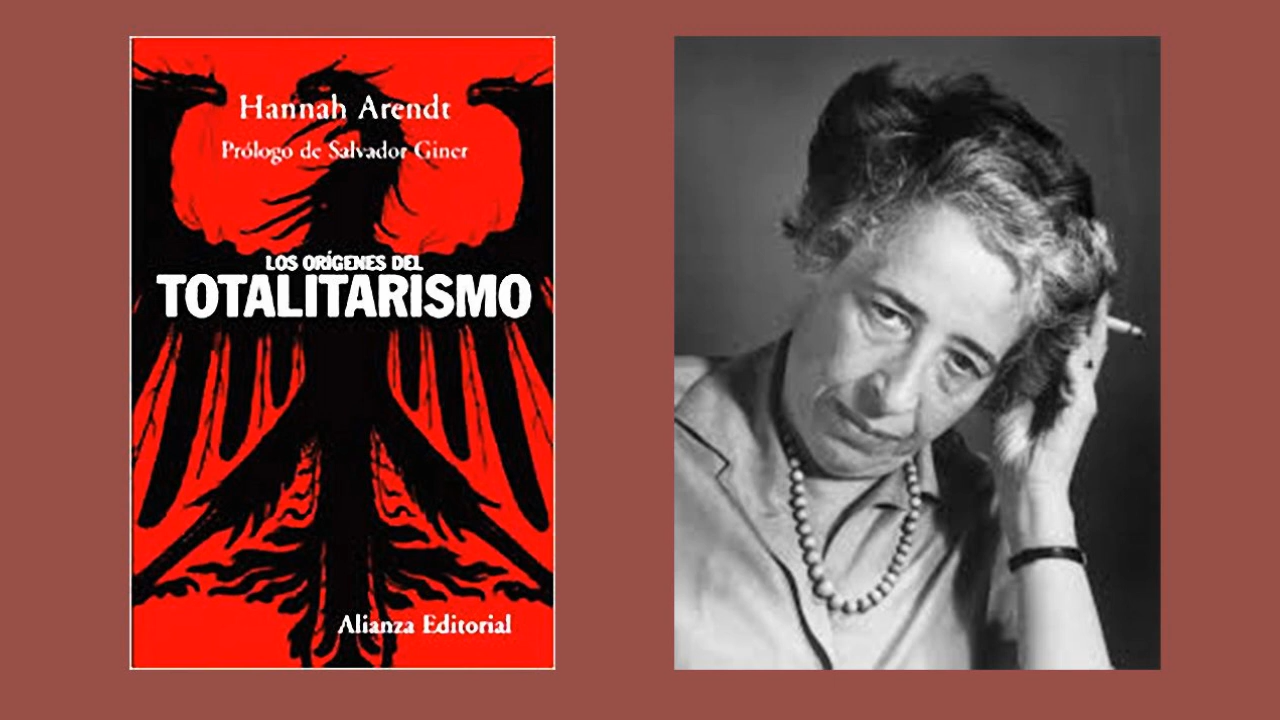 Hannah Arendt
Prólogo de Salvador Giner
LOS ORÍGENES DEL
TOTALITARISMO
Alianza Editorial